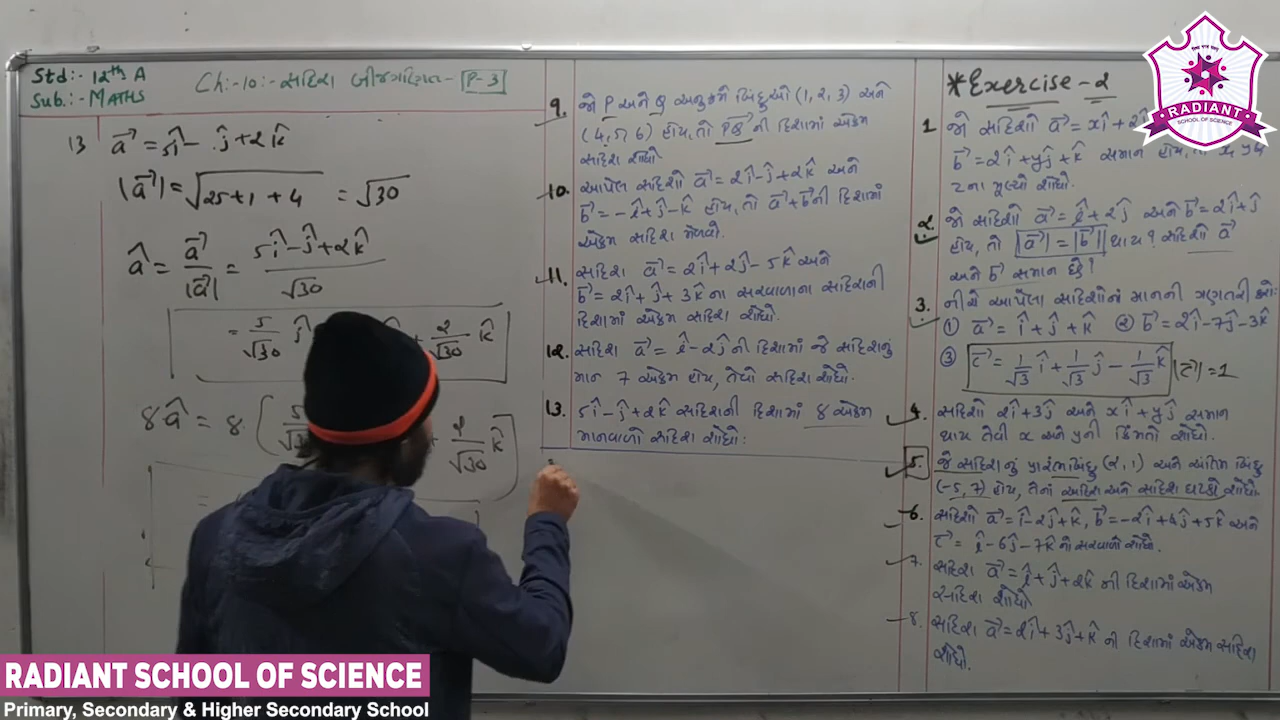 Std:- 12th A
Sub.:- MATHS
Ch:-10:- સદિશ બીજગણિત- P-3
13 a⃗ = 5î - ĵ + 2k̂
|a⃗| = √25+1+4 = √30
â = a⃗/|a⃗| = 5î-ĵ+2k̂/√30
= 5/√30 î + 2/√30 k̂
8â = 8 ( 5 2/√30 k̂ )
=
9. જો P અને Q અનુક્રમે બિંદુઓ (1, 2, 3) અને
(4, 5, 6) હોય, તો PQ⃗ ની દિશામાં એકમ
સદિશ શોધો
10. આપેલ સદિશો a⃗ = 2î-ĵ+2k̂ અને
b⃗ = -î+ĵ-k̂ હોય, તો a⃗+b⃗ની દિશામાં
એકમ સદિશ મેળવો.
11. સદિશ a⃗ = 2î+2ĵ-5k̂ અને
b⃗ = 2î+ĵ+3k̂ ના સરવાળાના સદિશની
દિશામાં એકમ સદિશ શોધો.
12. સદિશ a⃗ = î-2ĵ ની દિશામાં જે સદિશનું
માન 7 એકમ હોય, તેવો સદિશ શોધો.
13. 5î-ĵ+2k̂ સદિશની દિશામાં 8 એકમ
માનવાળો સદિશ શોધો:
*Exercise-2
1 જો સદિશો a⃗ = xî+2
b⃗ = 2î+yĵ+k̂ સમાન હોય, તો
zના મૂલ્યો શોધો.
2. જો સદિશો a⃗ = î+2ĵ અને b⃗ = 2î+ĵ
હોય, તો |a⃗| = |b⃗| થાય? સદિશો a⃗
અને b⃗ સમાન છે?
3. નીચે આપેલા સદિશોનાં માનની ગણતરી કરો:
① a⃗ = î+ĵ+k̂ ② b⃗ = 2î-7ĵ-3k̂
③ c⃗ = 1/√3 î + 1/√3 ĵ - 1/√3 k̂ |c⃗| = 1
4. સદિશો 2î+3ĵ અને xî+yĵ સમાન
થાય તેવી x અને yની કિંમતો શોધો.
5. જે સદિશનું પ્રારંભબિંદુ (2, 1) અને અંતિમ બિંદુ
(-5, 7) હોય, તેનાં અદિશ અને સદિશ ઘટકો શોધો.
6. સદિશો a⃗ = î-2ĵ+k̂, b⃗ = -2î+4ĵ+5k̂ અને
c⃗ = î-6ĵ-7k̂ નો સરવાળો શોધો.
7. સદિશ a⃗ = î+ĵ+2k̂ ની દિશામાં એકમ
સદિશ શોધો
8. સદિશ a⃗ = 2î+3ĵ+k̂ ની દિશામાં એકમ સદિશ
શોધો.
RADIANT
SCHOOL OF SCIENCE
RADIANT SCHOOL OF SCIENCE
Primary, Secondary & Higher Secondary School